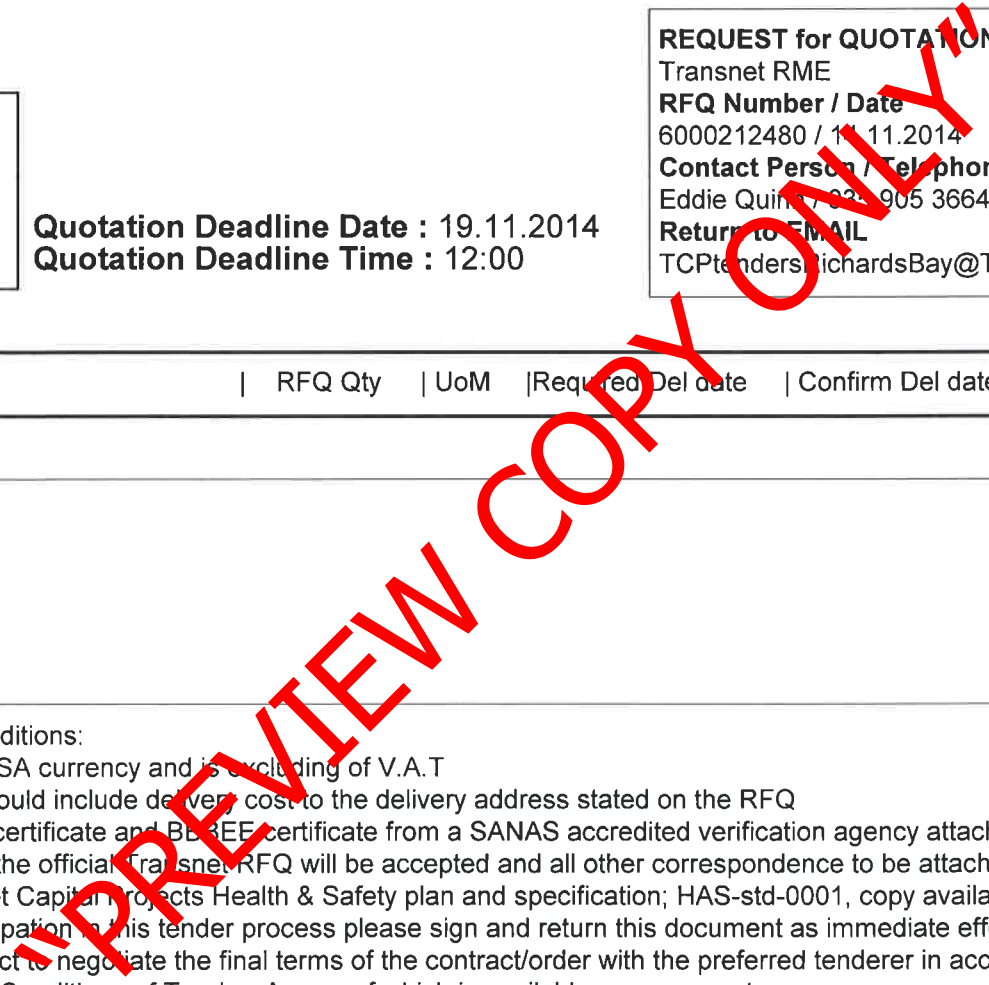 REQUEST for QUOTATION
Transnet RME
RFQ Number / Date
6000212480 / 11.2014
Contact Person / Telephon
Eddie Quin / 035 905 3664
Return to EMAIL
TCPtendersRichardsBay@T
Quotation Deadline Date : 19.11.2014
Quotation Deadline Time : 12:00
| RFQ Qty | UoM |Required Del date | Confirm Del date
"PREVIEW COPY ONLY"
ditions:
SA currency and is excluding of V.A.T
ould include delivery cost to the delivery address stated on the RFQ
certificate and BBBEE certificate from a SANAS accredited verification agency attach
the official Transnet RFQ will be accepted and all other correspondence to be attach
et Capital Projects Health & Safety plan and specification; HAS-std-0001, copy availa
pation in this tender process please sign and return this document as immediate eff
ct to negotiate the final terms of the contract/order with the preferred tenderer in acc